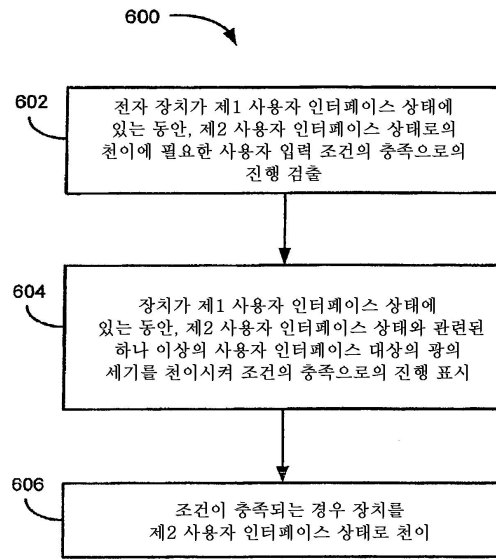 600
602
전자 장치가 제1 사용자 인터페이스 상태에
있는 동안, 제2 사용자 인터페이스 상태로의
천이에 필요한 사용자 입력 조건의 충족으로의
진행 검출
604
장치가 제1 사용자 인터페이스 상태에
있는 동안, 제2 사용자 인터페이스 상태와 관련된
하나 이상의 사용자 인터페이스 대상의 광의
세기를 천이시켜 조건의 충족으로의 진행 표시
606
조건이 충족되는 경우 장치를
제2 사용자 인터페이스 상태로 천이